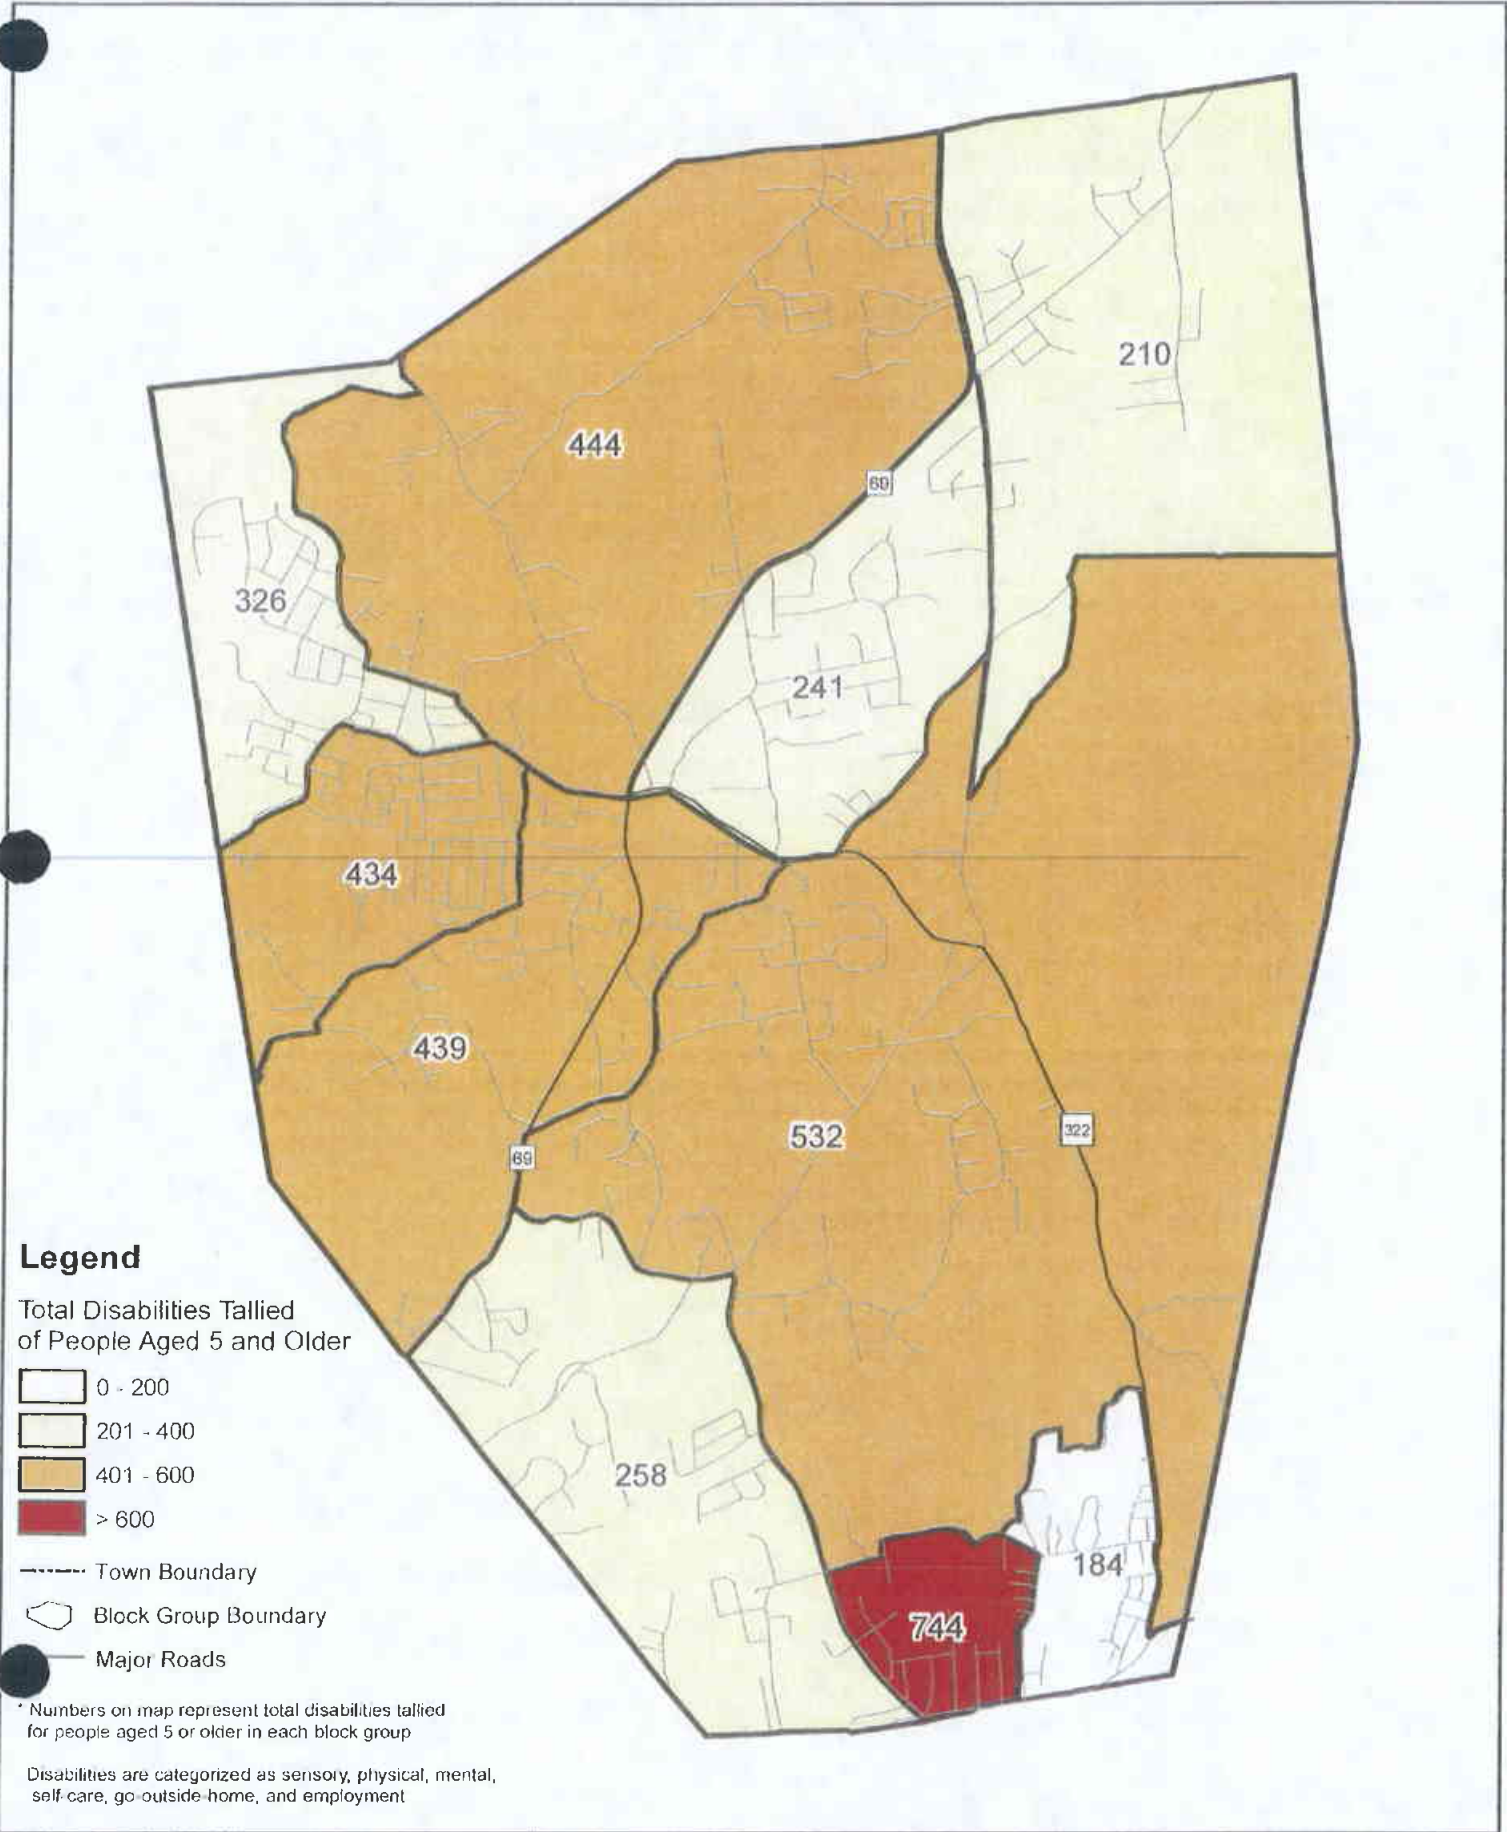 210
444
69
326
241
434
439
532
322
69
258
184
744
Legend
Total Disabilities Tallied
of People Aged 5 and Older
0 - 200
201 - 400
401 - 600
> 600
Town Boundary
Block Group Boundary
Major Roads
* Numbers on map represent total disabilities tallied
for people aged 5 or older in each block group
Disabilities are categorized as sensory, physical, mental,
self-care, go-outside-home, and employment